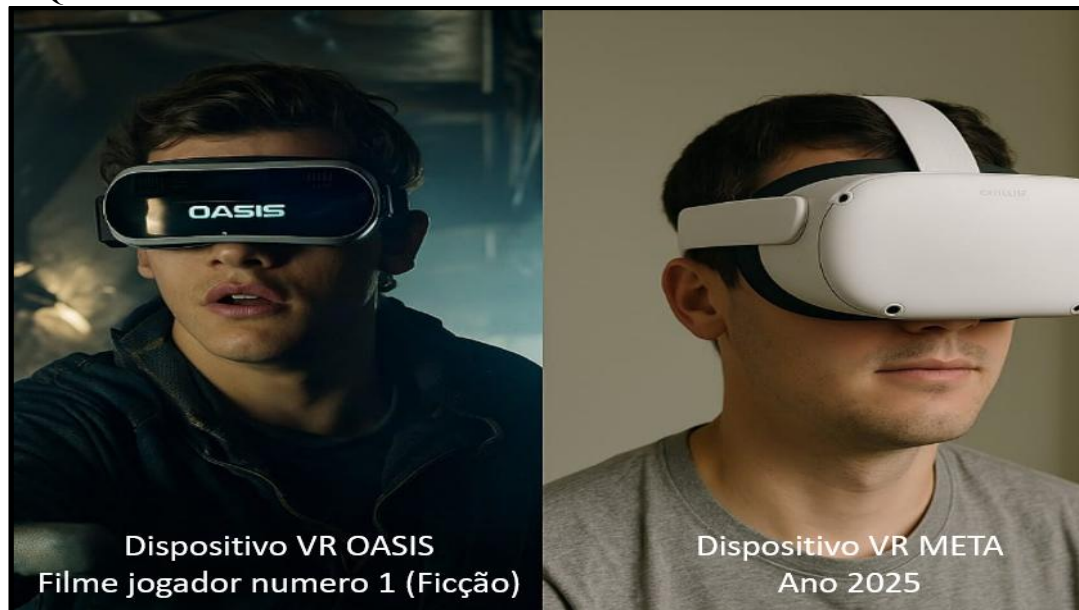 OASIS
Dispositivo VR OASIS
Filme jogador numero 1 (Ficção)
Dispositivo VR META
Ano 2025